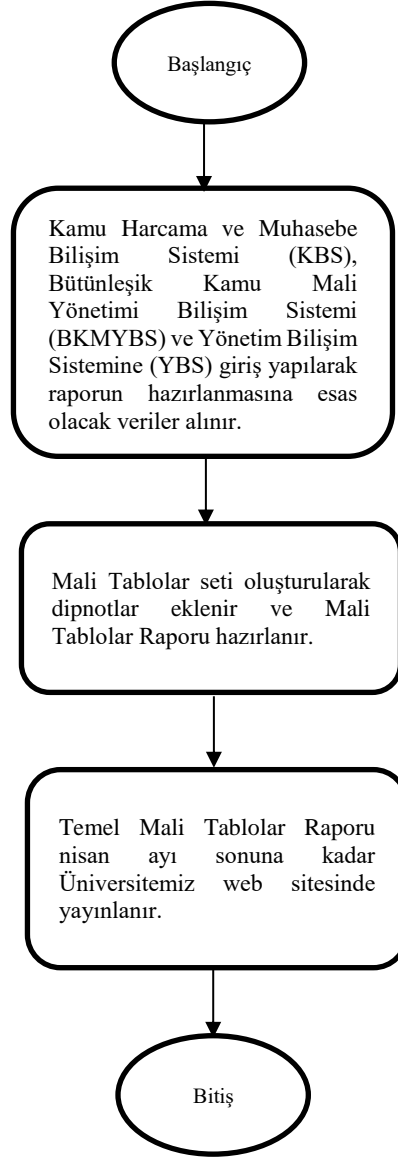 Başlangıç
Kamu Harcama ve Muhasebe
Bilişim Sistemi (KBS),
Bütünleşik Kamu Mali
Yönetimi Bilişim Sistemi
(BKMYBS) ve Yönetim Bilişim
Sistemine (YBS) giriş yapılarak
raporun hazırlanmasına esas
olacak veriler alınır.
Mali Tablolar seti oluşturularak
dipnotlar eklenir ve Mali
Tablolar Raporu hazırlanır.
Temel Mali Tablolar Raporu
nisan ayı sonuna kadar
Üniversitemiz web sitesinde
yayınlanır.
Bitiş